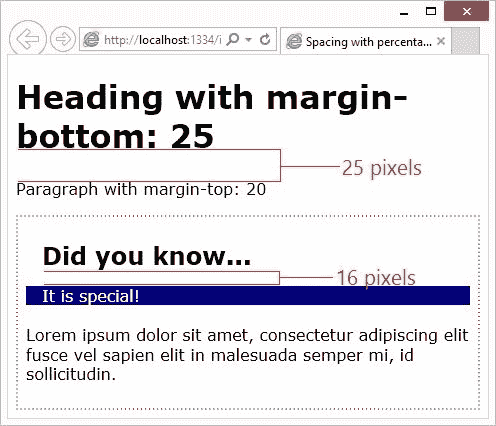 http://localhost:1334/i
Spacing with percenta...
Heading with margin-
bottom: 25
25 pixels
Paragraph with margin-top: 20
Did you know...
16 pixels
It is special!
Lorem ipsum dolor sit amet, consectetur adipiscing elit
fusce vel sapien elit in malesuada semper mi, id
sollicitudin.